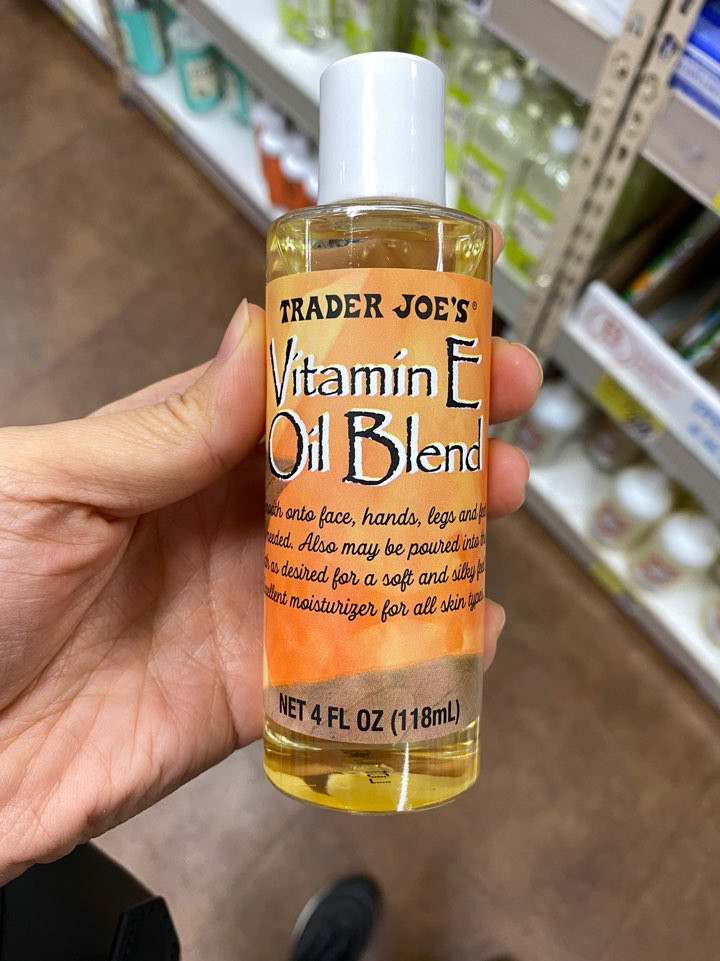 TRADER JOE'S®
Vitamin E
Oil Blend
onto face, hands, legs and
needed. Also may be poured into
as desired for a soft and silky
moisturizer for all skin types.
NET 4 FL OZ (118mL)